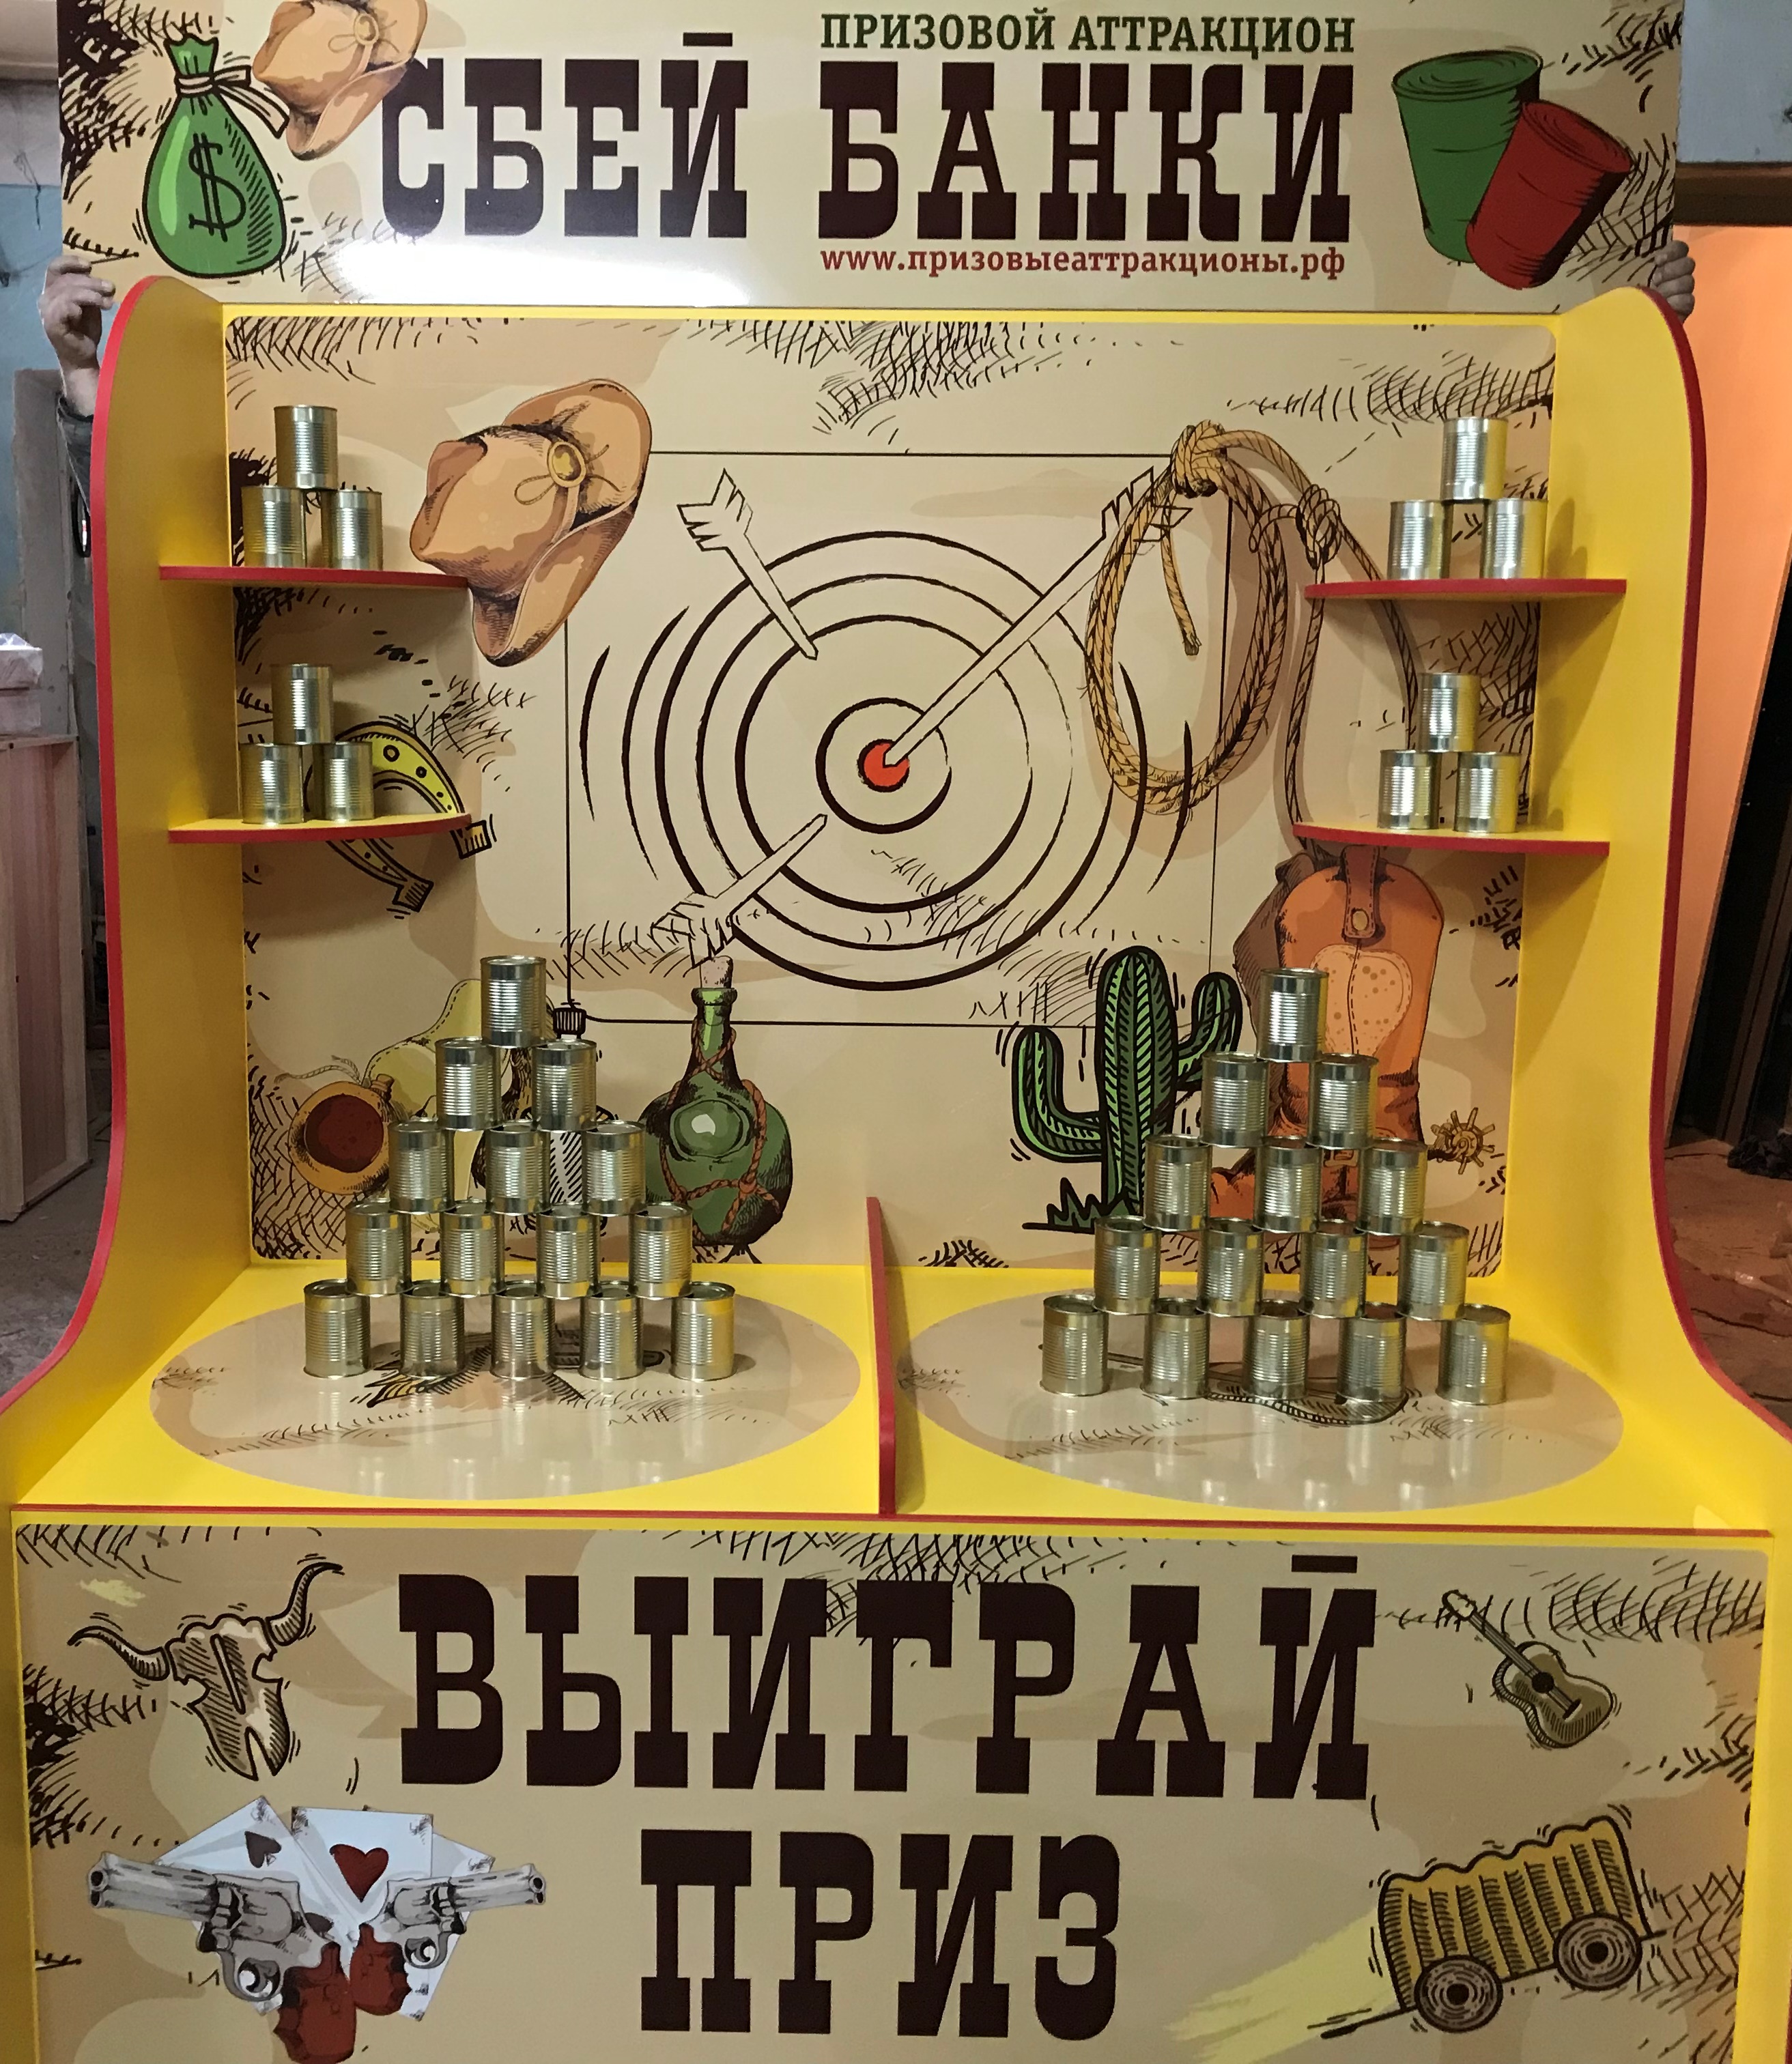 ПРИЗОВОЙ АТТРАКЦИОН
СБЕЙ БАНКИ
www.призовыеаттракционы.рф
$
ВЫИГРАЙ
ПРИЗ